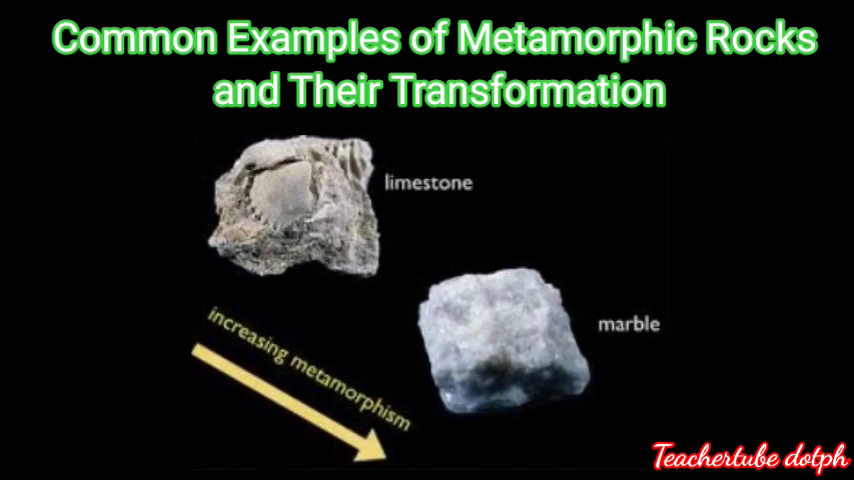 Common Examples of Metamorphic Rocks
and Their Transformation
limestone
marble
increasing metamorphism
Teachertube dotph